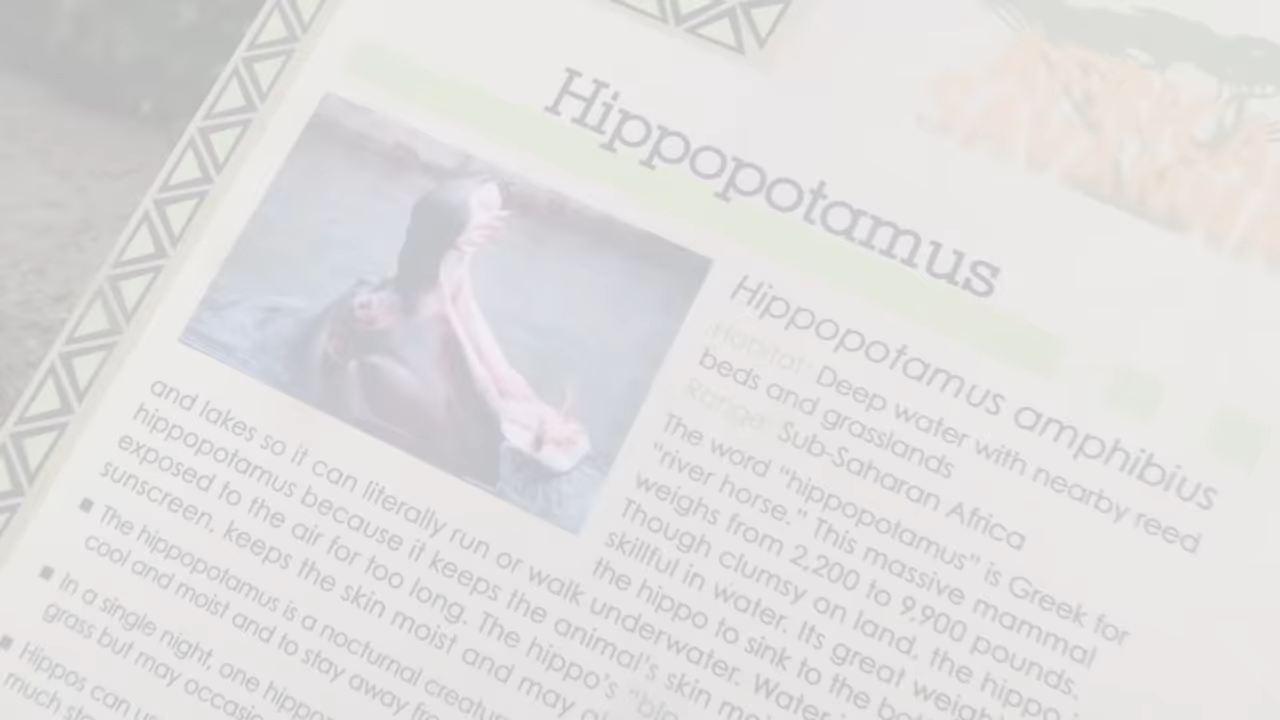 Hippopotamus
Hippopotamus amphibius
Habitat: Deep water with nearby reed
beds and grasslands
Range: Sub-Saharan Africa
The word "hippopotamus" is Greek for
"river horse." This massive mammal
weighs from 2,200 to 9,900 pounds.
Though clumsy on land, the hippo
skillful in water. Its great weight
the hippo to sink to the
and lakes so it can literally run or walk underwater. Water
hippopotamus because it keeps the animal's skin
exposed to the air for too long. The hippo's
sunscreen, keeps the skin moist and may
■ The hippopotamus is a nocturnal
cool and moist and to stay away
■ In a single night, one
grass but may
■ Hippos can
much